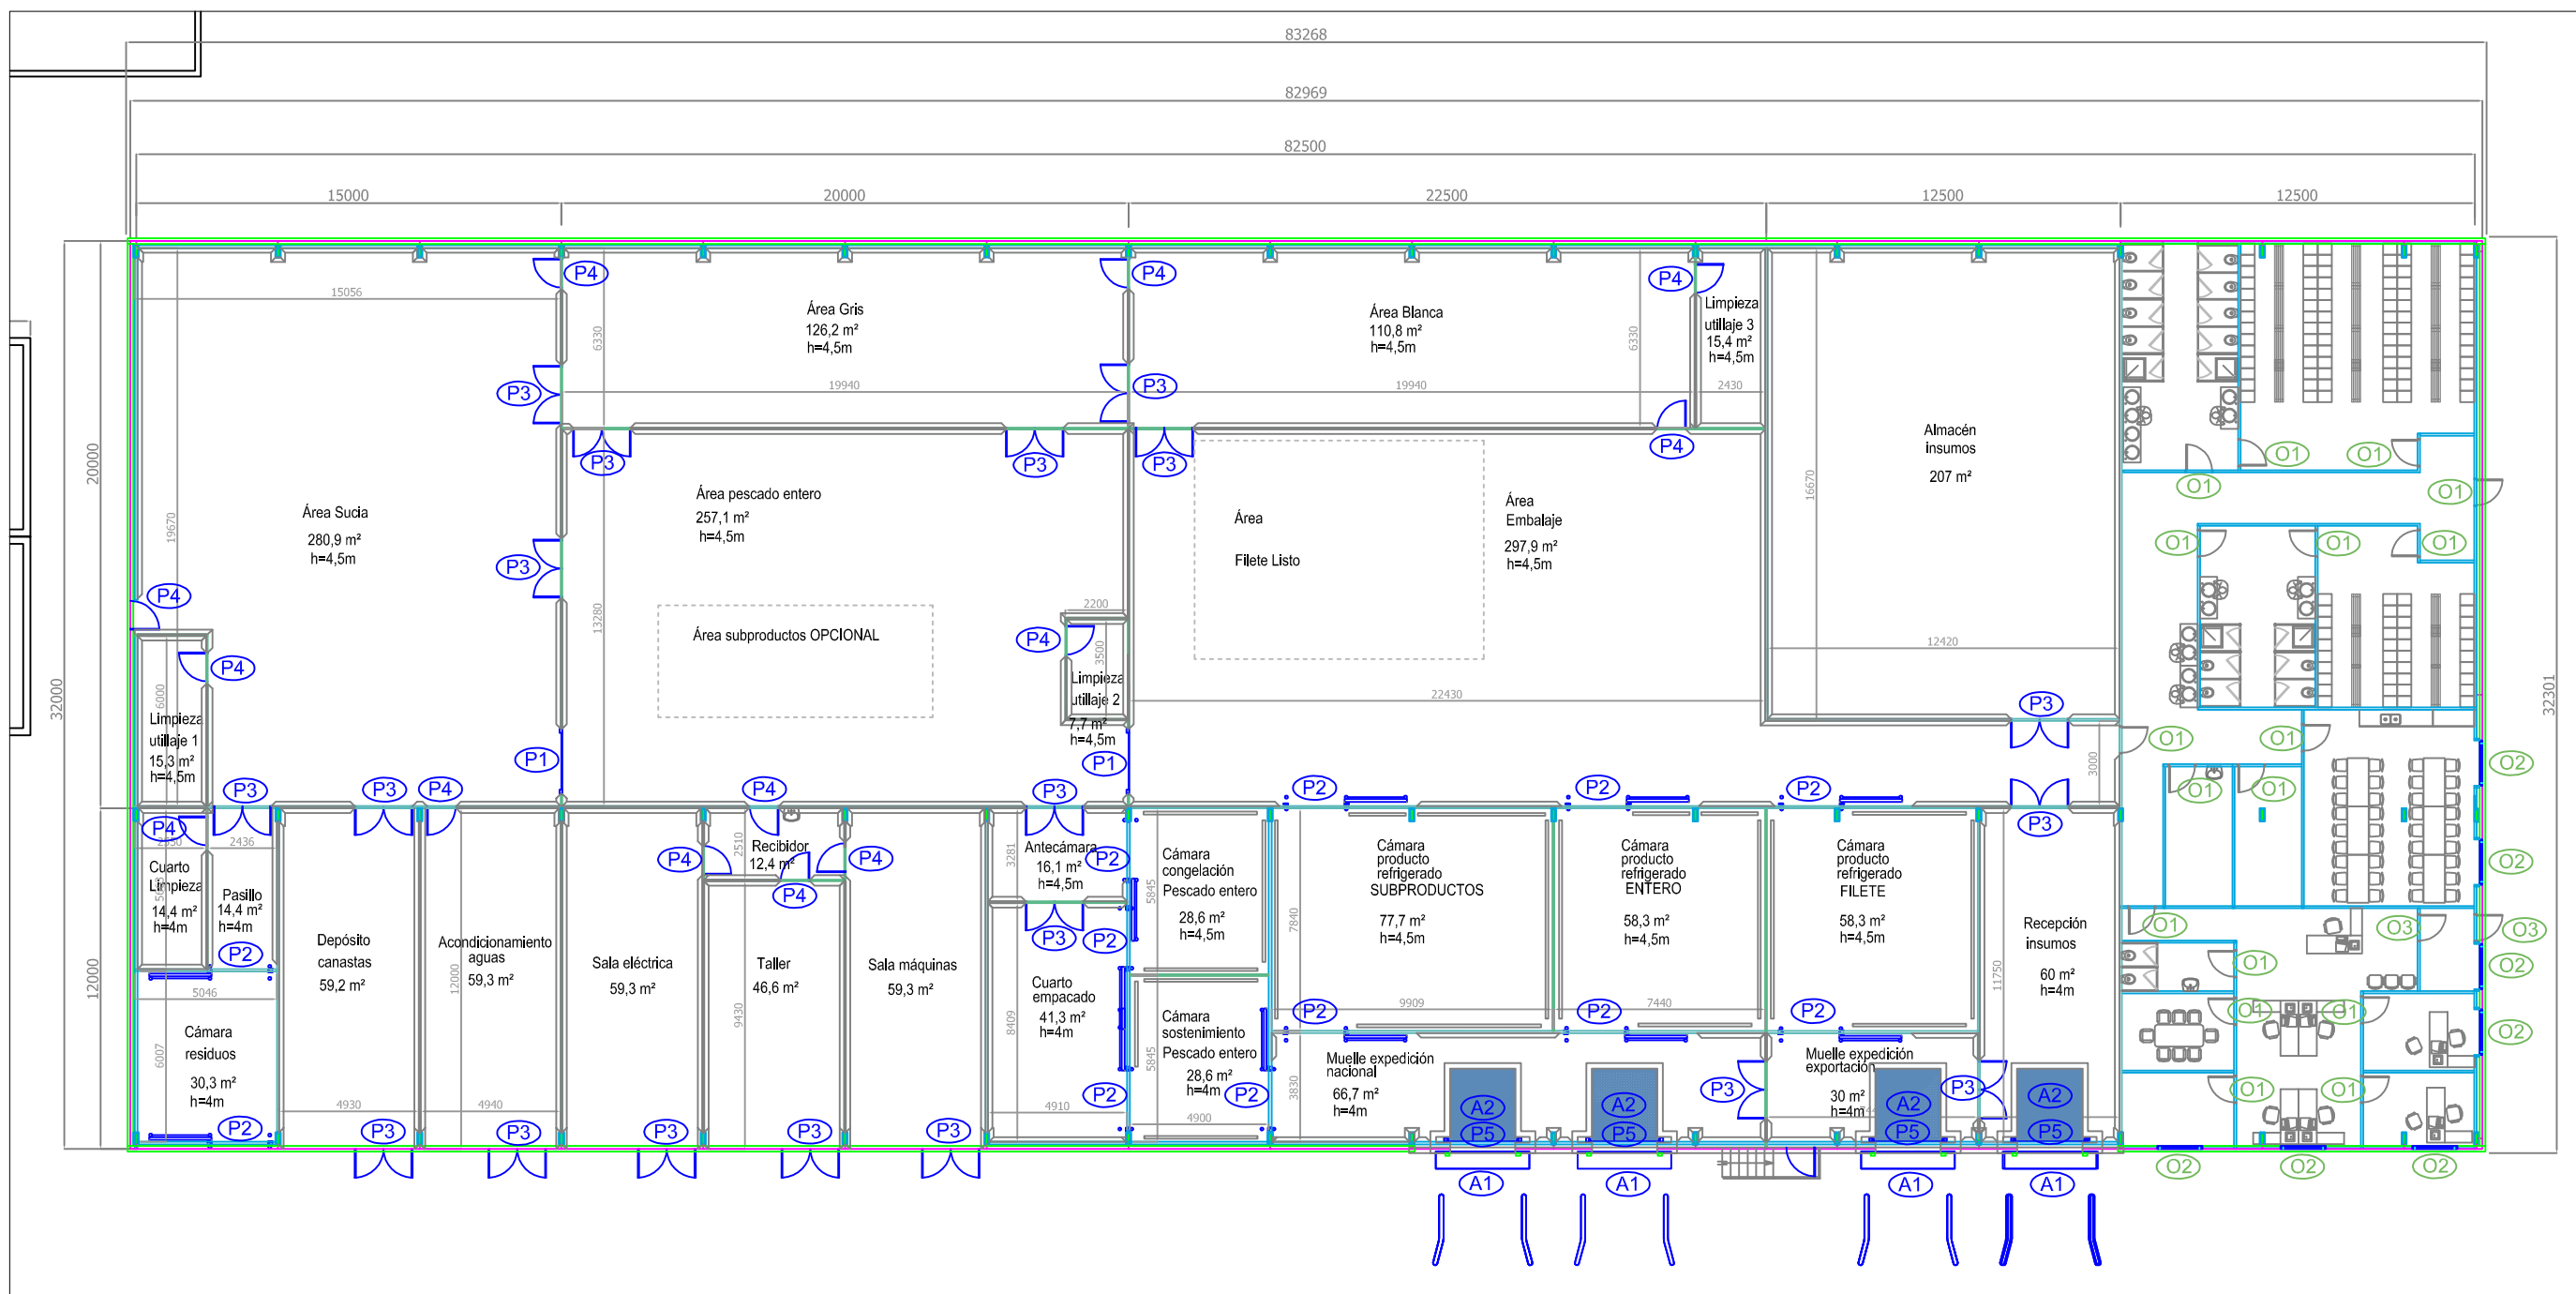 83268
82969
82500
15000
20000
22500
12500
12500
P4
P4
P4
15056
6330
Área Gris
126,2 m²
h=4,5m
Área Blanca
110,8 m²
h=4,5m
6330
Limpieza
utillaje 3
15,4 m²
h=4,5m
P3
19940
P3
19940
2430
20000
32000
19670
Área Sucia
280,9 m²
h=4,5m
P3
P3
P3
P3
P4
Área pescado entero
257,1 m²
h=4,5m
Área
Filete Listo
Área
Embalaje
297,9 m²
h=4,5m
Almacén
insumos
207 m²
16670
O1
O1
O1
O1
O1
O1
O1
P4
13280
Área subproductos OPCIONAL
2200
P4
3500
Limpieza
utillaje 2
7,7 m²
h=4,5m
12420
22430
P4
6000
Limpieza
utillaje 1
15,3 m²
h=4,5m
P1
P1
P3
3000
O1
O1
O2
32301
P3
P3
P4
P4
P3
P2
P2
P2
P3
O1
O1
P4
2436
Cuarto
Limpieza
14,4 m²
h=4m
Pasillo
14,4 m²
h=4m
P2
P4
2510
Recibidor
12,4 m²
P4
P4
3281
Antecámara
16,1 m²
h=4,5m
P2
P3
P2
5845
Cámara
congelación
Pescado entero
28,6 m²
h=4,5m
7840
Cámara
producto
refrigerado
SUBPRODUCTOS
77,7 m²
h=4,5m
Cámara
producto
refrigerado
ENTERO
58,3 m²
h=4,5m
Cámara
producto
refrigerado
FILETE
58,3 m²
h=4,5m
Recepción
insumos
60 m²
h=4m
11750
O2
O1
O3
O3
O1
O2
12000
5046
6007
Cámara
residuos
30,3 m²
h=4m
P2
Depósito
canastas
59,2 m²
4930
12000
Acondicionamiento
aguas
59,3 m²
4940
Sala eléctrica
59,3 m²
Taller
46,6 m²
9430
Sala máquinas
59,3 m²
Cuarto
empacado
41,3 m²
h=4m
8409
4910
P2
5845
Cámara
sostenimiento
Pescado entero
28,6 m²
h=4m
P2
4900
9909
7440
P2
P2
P2
3830
Muelle expedición
nacional
66,7 m²
h=4m
Muelle expedición
exportación
30 m²
h=4m
P3
P3
O1
O1
O2
O1
O1
A2
A2
A2
A2
P5
P5
P5
P5
P3
P3
P3
P3
P3
A1
A1
A1
A1
O2
O2
O2